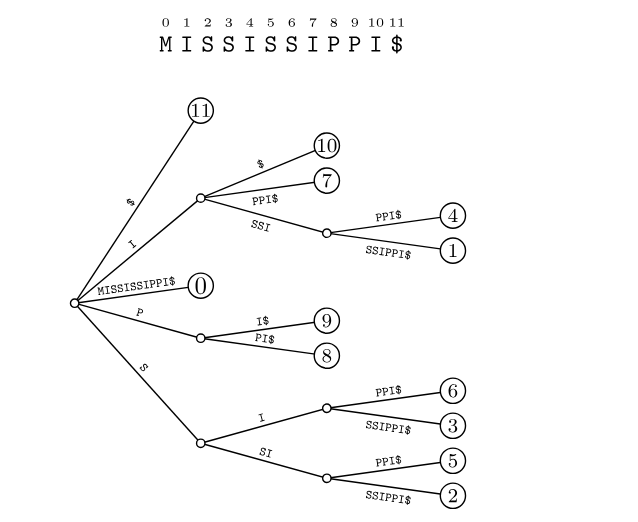 0 1 2 3 4 5 6 7 8 9 10 11
M I S S I S S I P P I $
11
$
10
$
7
PPI$
I
SSI
PPI$
4
SSIPPI$
1
MISSISSIPPI$
0
P
I$
9
PI$
8
S
I
PPI$
6
SSIPPI$
3
SI
PPI$
5
SSIPPI$
2